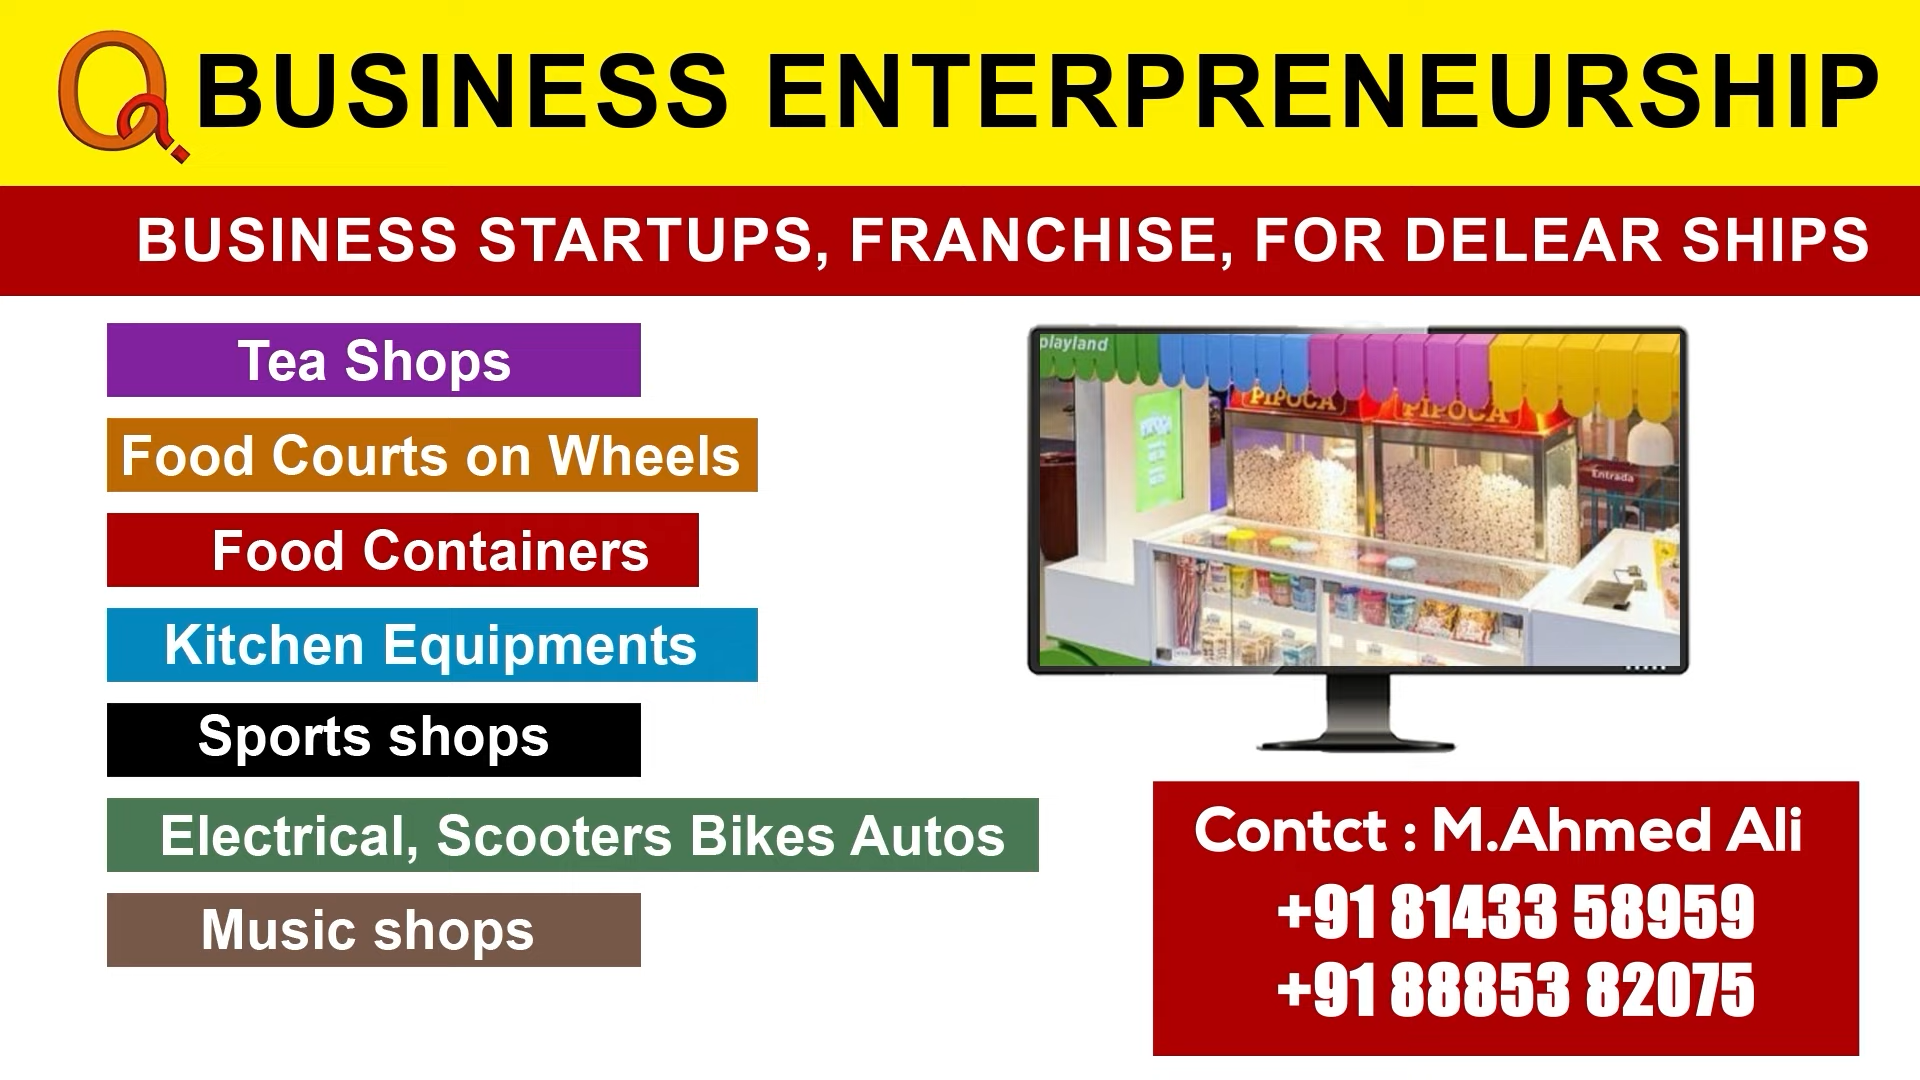 Q
BUSINESS ENTERPRENEURSHIP
BUSINESS STARTUPS, FRANCHISE, FOR DELEAR SHIPS
Tea Shops
Food Courts on Wheels
Food Containers
Kitchen Equipments
Sports shops
Electrical, Scooters Bikes Autos
Music shops
playland
PIPOCA
PIPOCA
Entrada
Contct : M.Ahmed Ali
+91 81433 58959
+91 88853 82075